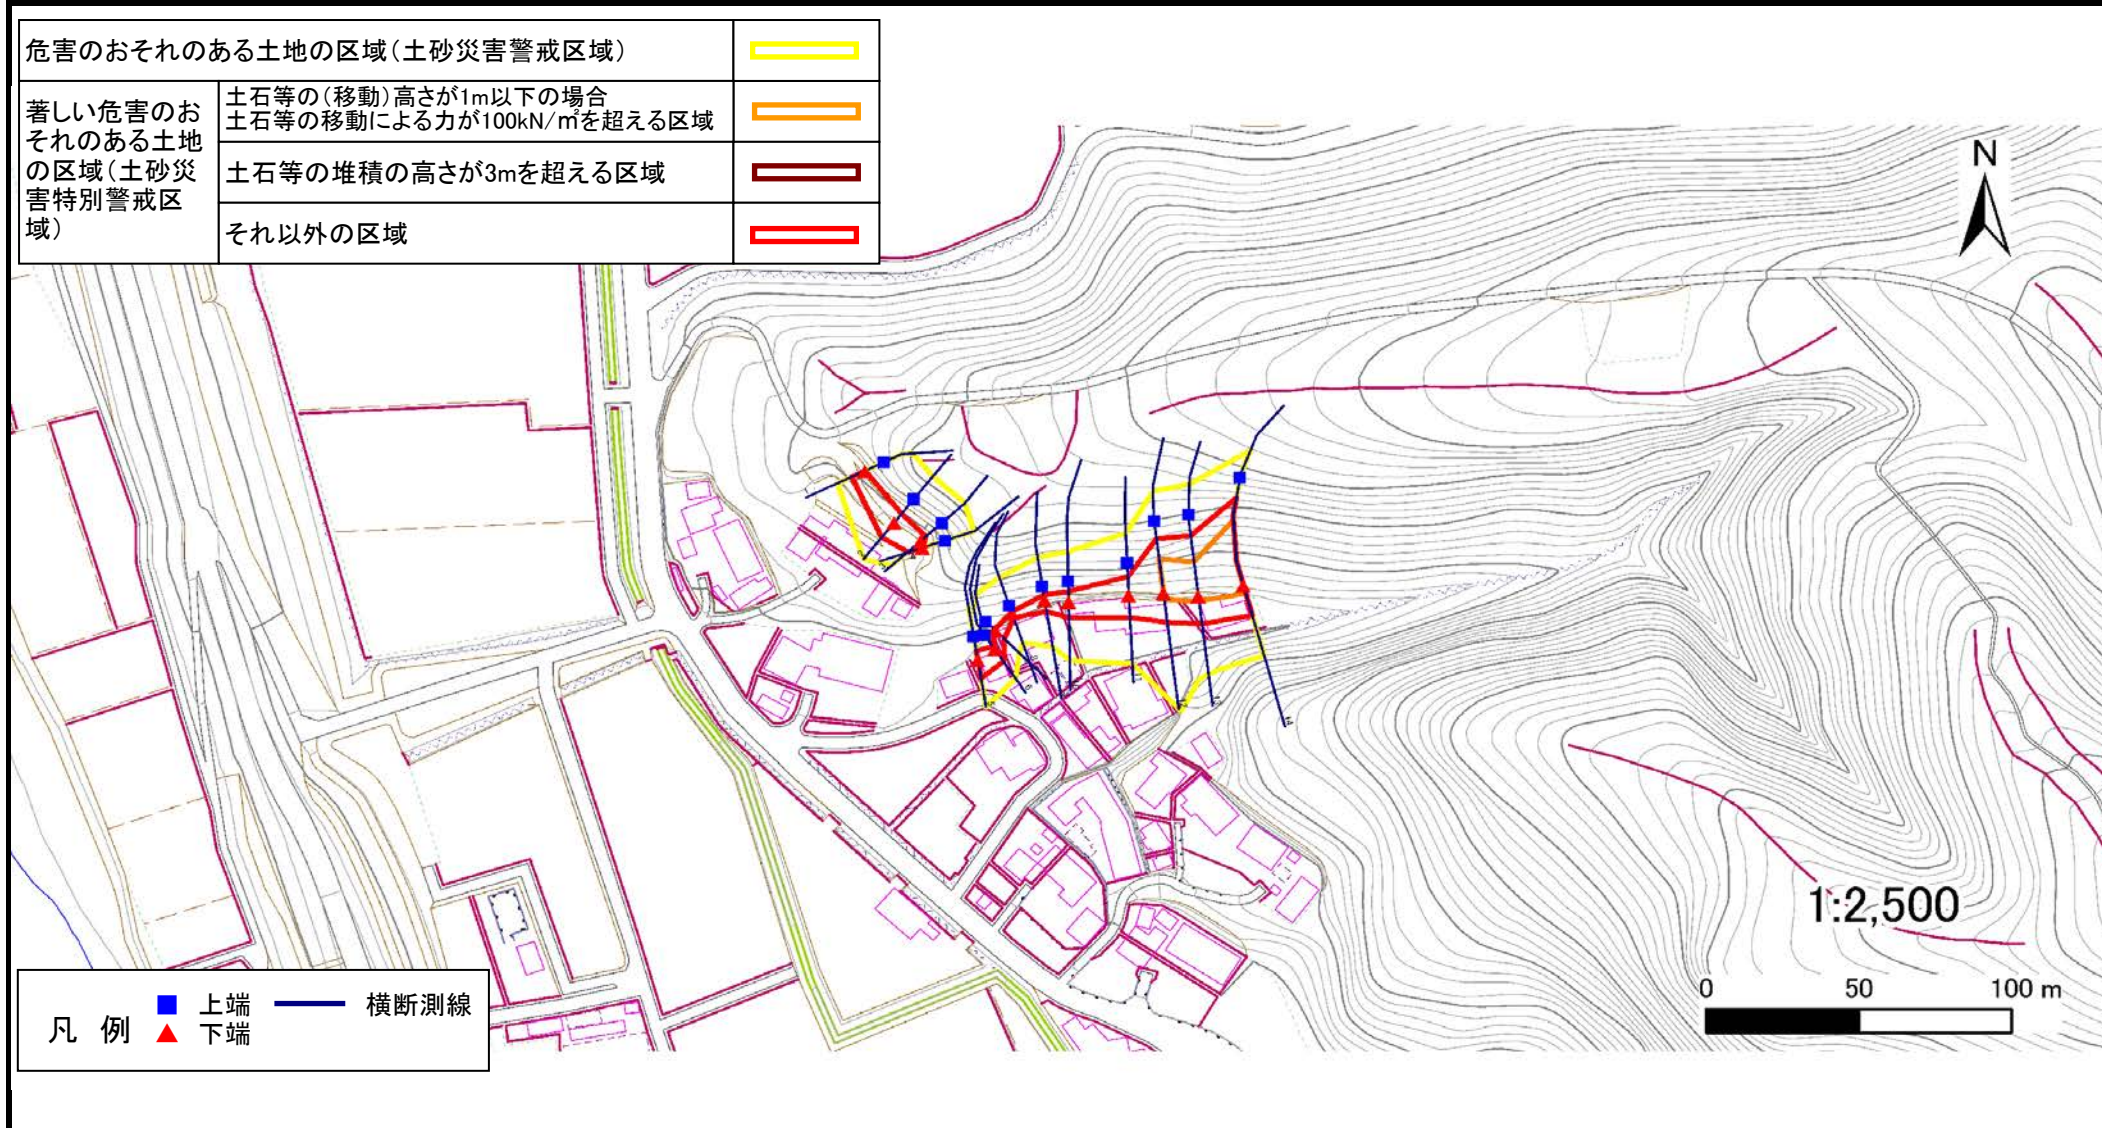 危害のおそれのある土地の区域（土砂災害警戒区域）
著しい危害のお
それのある土地
の区域（土砂災
害特別警戒区
域）
土石等の（移動）高さが1m以下の場合
土石等の移動による力が100kN/㎡を超える区域
土石等の堆積の高さが3mを超える区域
それ以外の区域
N
1:2,500
0 50 100 m
凡 例
上端
横断測線
下端